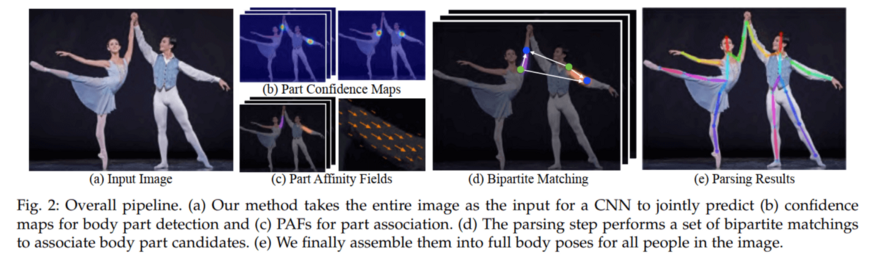 (b) Part Confidence Maps
(a) Input Image
(c) Part Affinity Fields
(d) Bipartite Matching
(e) Parsing Results
Fig. 2: Overall pipeline. (a) Our method takes the entire image as the input for a CNN to jointly predict (b) confidence
maps for body part detection and (c) PAFs for part association. (d) The parsing step performs a set of bipartite matchings
to associate body part candidates. (e) We finally assemble them into full body poses for all people in the image.